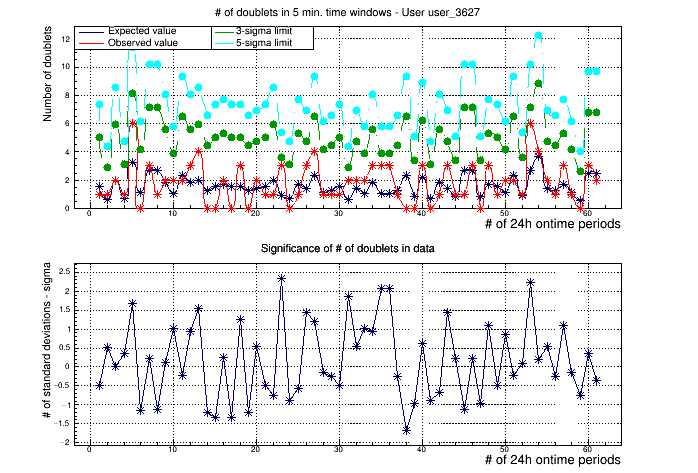 # of doublets in 5 min. time windows - User user_3627
Number of doublets
Expected value
3-sigma limit
Observed value
5-sigma limit
12
10
8
6
4
2
0
0 10 20 30 40 50 60
# of 24h ontime periods
Significance of # of doublets in data
# of standard deviations - sigma
2.5
2
1.5
1
0.5
0
-0.5
-1
-1.5
-2
0 10 20 30 40 50 60
# of 24h ontime periods